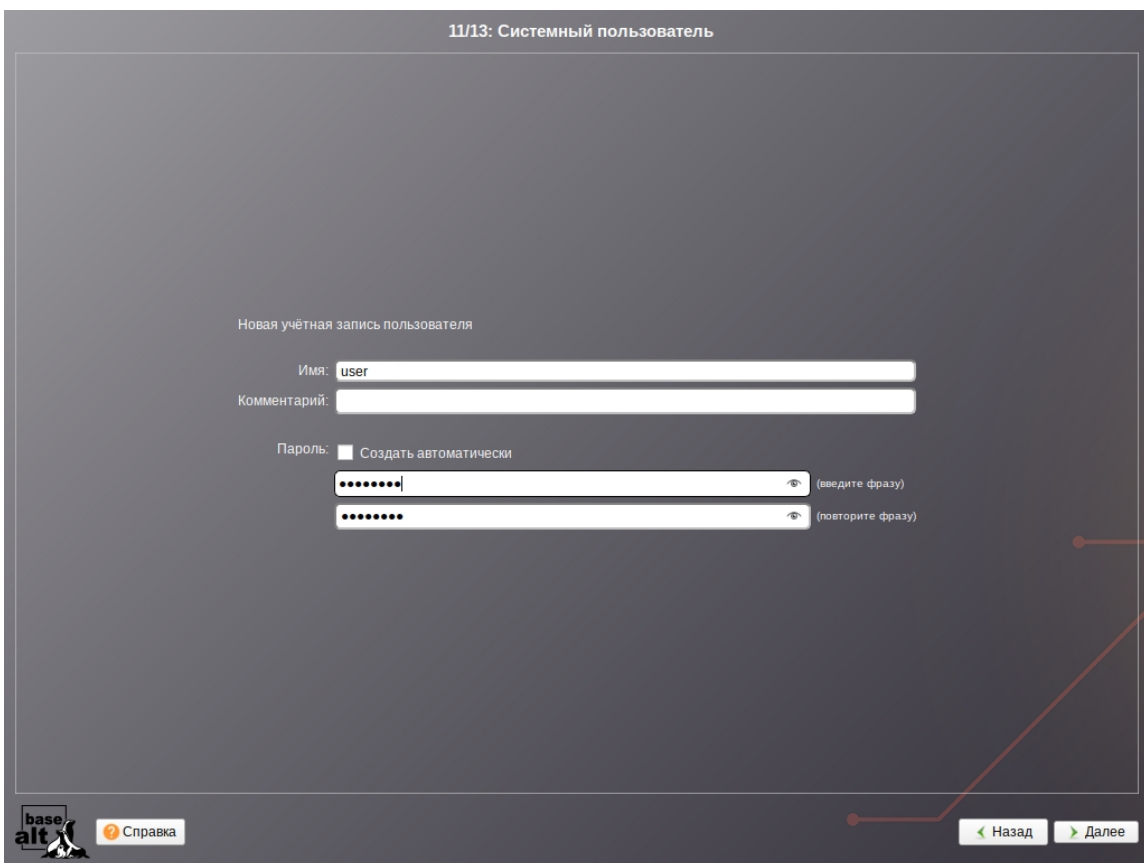 11/13: Системный пользователь
Новая учётная запись пользователя
Имя: user
Комментарий:
Пароль: Создать автоматически
•••••••• (введите фразу)
•••••••• (повторите фразу)
base
alt
Справка
Назад
Далее